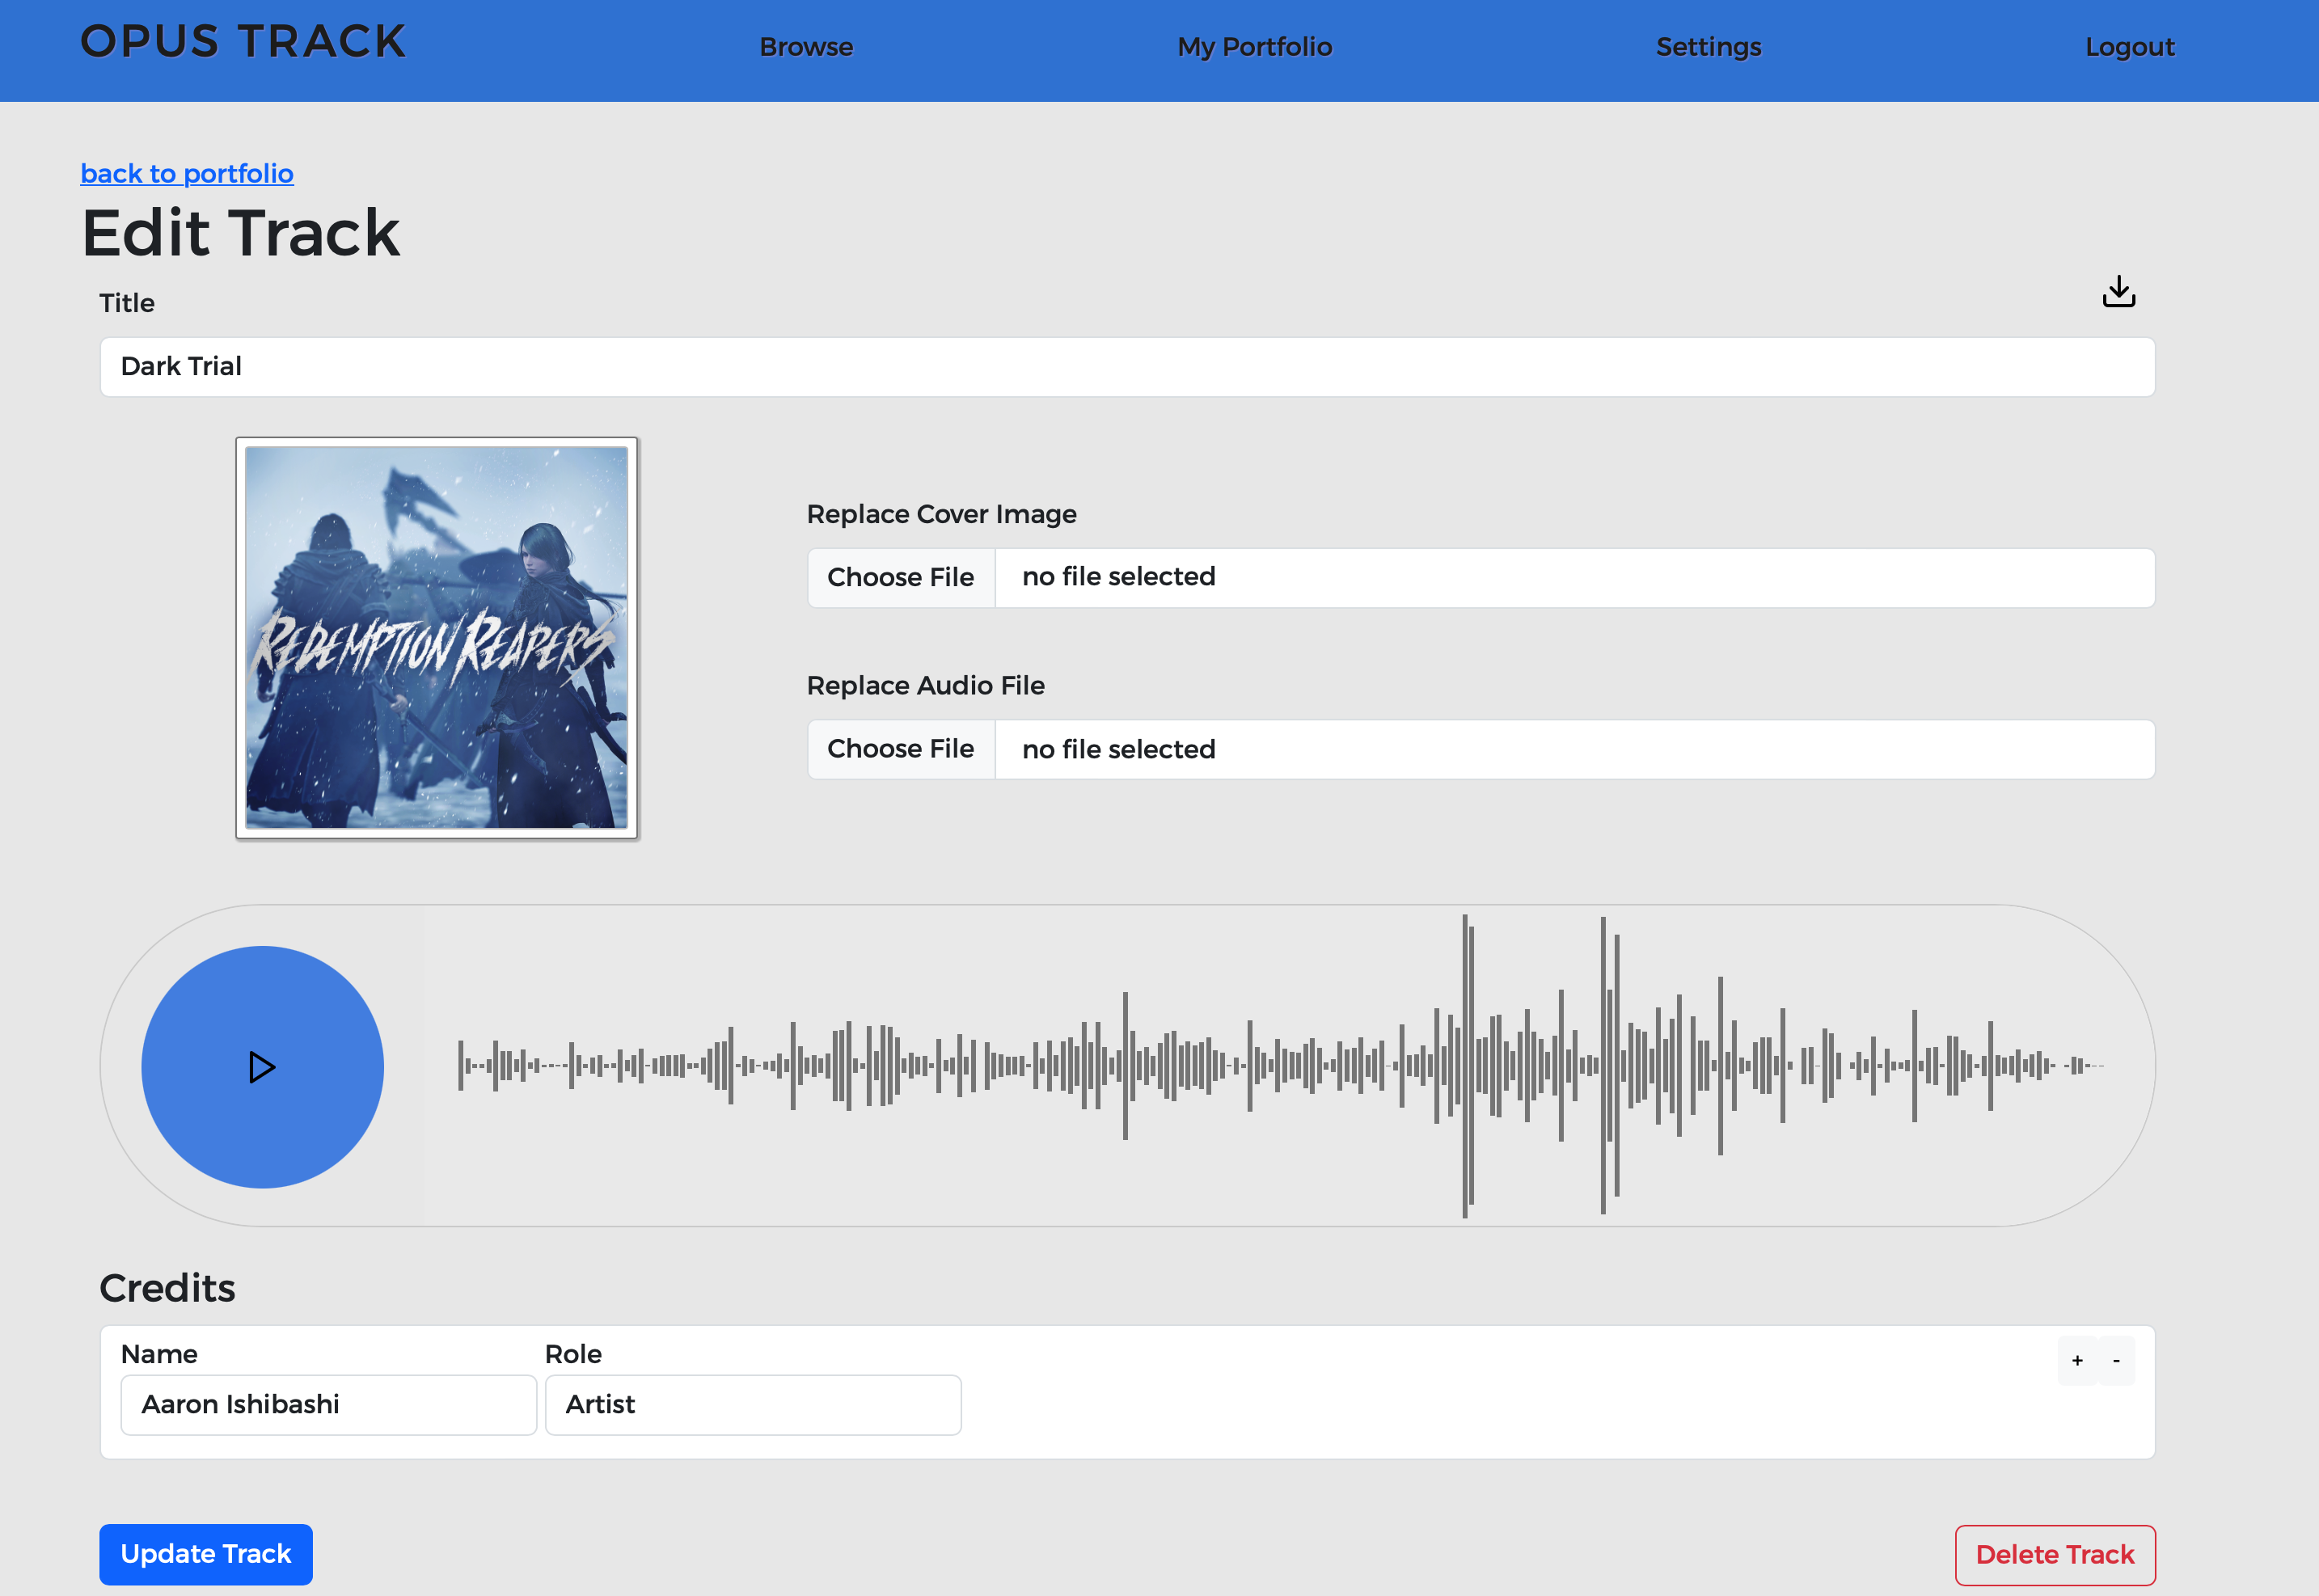 OPUS TRACK Browse My Portfolio Settings Logout
back to portfolio
Edit Track
Title
Dark Trial
REDEMPTION REAPERS
Replace Cover Image
Choose File no file selected
Replace Audio File
Choose File no file selected
Credits
Name Role
+ -
Aaron Ishibashi Artist
Update Track Delete Track